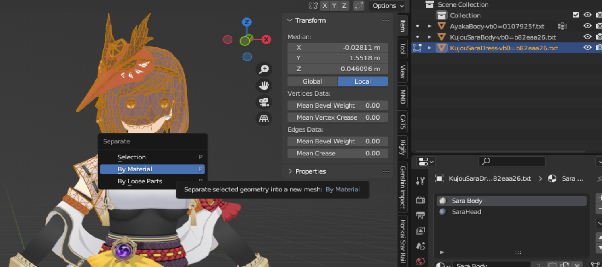 X Y Z Options
Transform
Median:
X -0.02811 m
Y 1.5518 m
Z 0.046096 m
Global Local
Vertices Data:
Mean Bevel Weight 0.00
Mean Vertex Crease 0.00
Edges Data:
Mean Bevel Weight 0.00
Mean Crease 0.00
Properties
Item
Tool
View
MMD
CATS
Rigify
Genshin Impact
Honkai Star Rail
Separate
Selection P
By Material P
By Loose Parts P
Separate selected geometry into a new mesh: By Material
Scene Collection
Collection
AyakaBody-vb0=0107925f.txt
KujouSaraBody-vb0=b82eaa26.txt
KujouSaraDress-vb0=b82eaa26.txt
KujouSaraDr...82eaa26.txt Sara ...
Sara Body
SaraHead
Sara Body